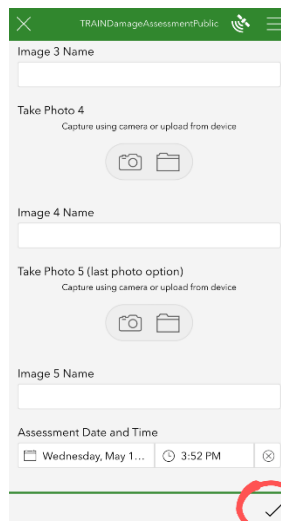 TRAINDamageAssessmentPublic
Image 3 Name
Take Photo 4
Capture using camera or upload from device
Image 4 Name
Take Photo 5 (last photo option)
Capture using camera or upload from device
Image 5 Name
Assessment Date and Time
Wednesday, May 1... 3:52 PM